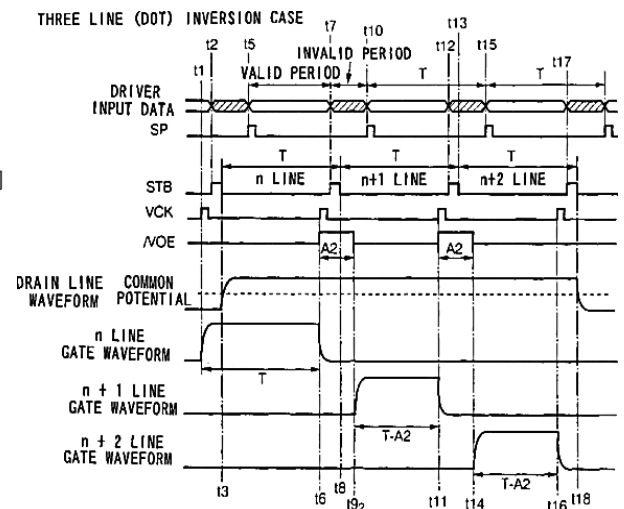 THREE LINE (DOT) INVERSION CASE
t1 t2 t5 t7 t10 t12 t13 t15 t17
INVALID PERIOD
VALID PERIOD T T
DRIVER
INPUT DATA
SP
T T T
STB n LINE n+1 LINE n+2 LINE
VCK
/VOE A2 A2
DRAIN LINE COMMON
WAVEFORM POTENTIAL
n LINE
GATE WAVEFORM
T
n + 1 LINE
GATE WAVEFORM
T-A2
n + 2 LINE
GATE WAVEFORM
T-A2
t3 t6 t8 t9₂ t11 t14 t16 t18